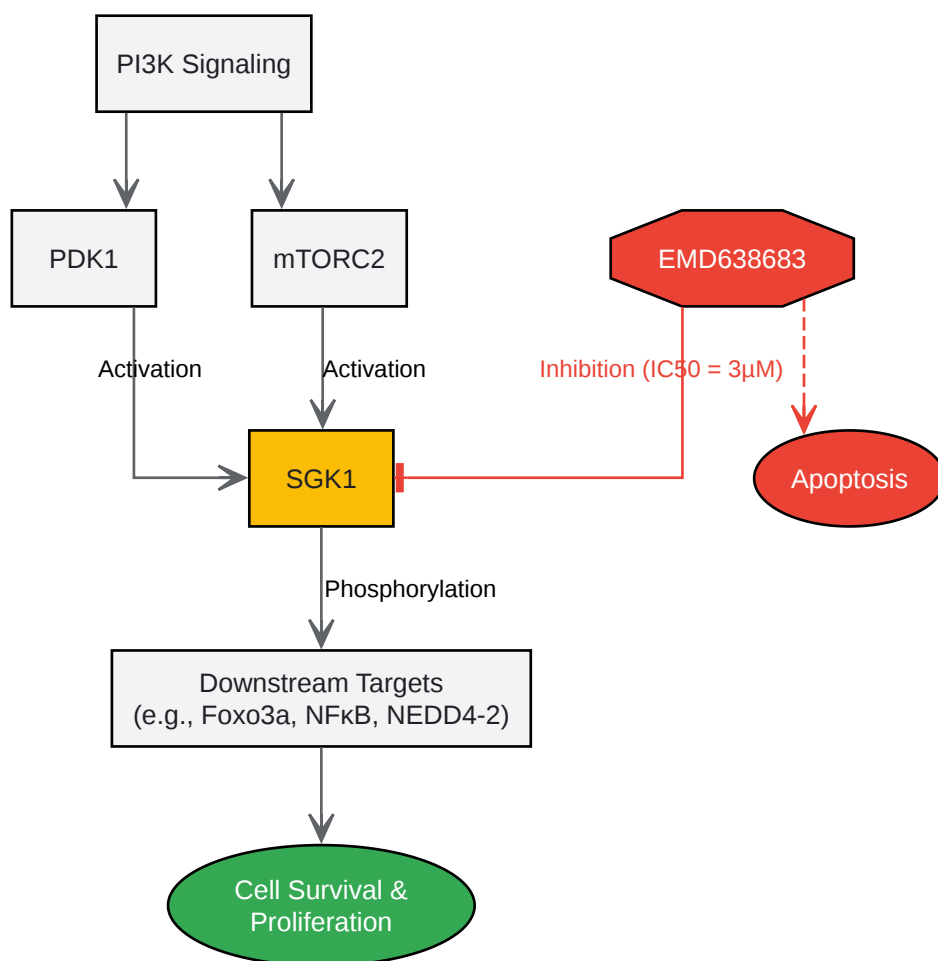 PI3K Signaling
PDK1
mTORC2
EMD638683
Activation
Activation
Inhibition (IC50 = 3µM)
SGK1
Apoptosis
Phosphorylation
Downstream Targets
(e.g., Foxo3a, NFκB, NEDD4-2)
Cell Survival &
Proliferation